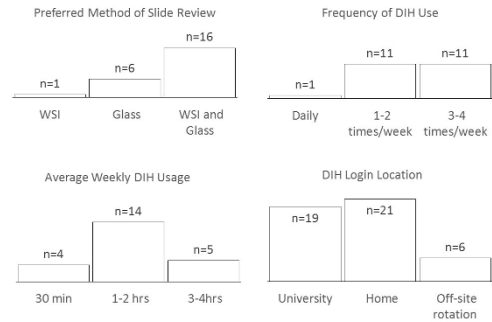 Preferred Method of Slide Review
n=16
n=6
n=1
WSI
Glass
WSI and
Glass
Frequency of DIH Use
n=11
n=11
n=1
Daily
1-2
times/week
3-4
times/week
Average Weekly DIH Usage
n=14
n=4
n=5
30 min
1-2 hrs
3-4hrs
DIH Login Location
n=19
n=21
n=6
University
Home
Off-site
rotation